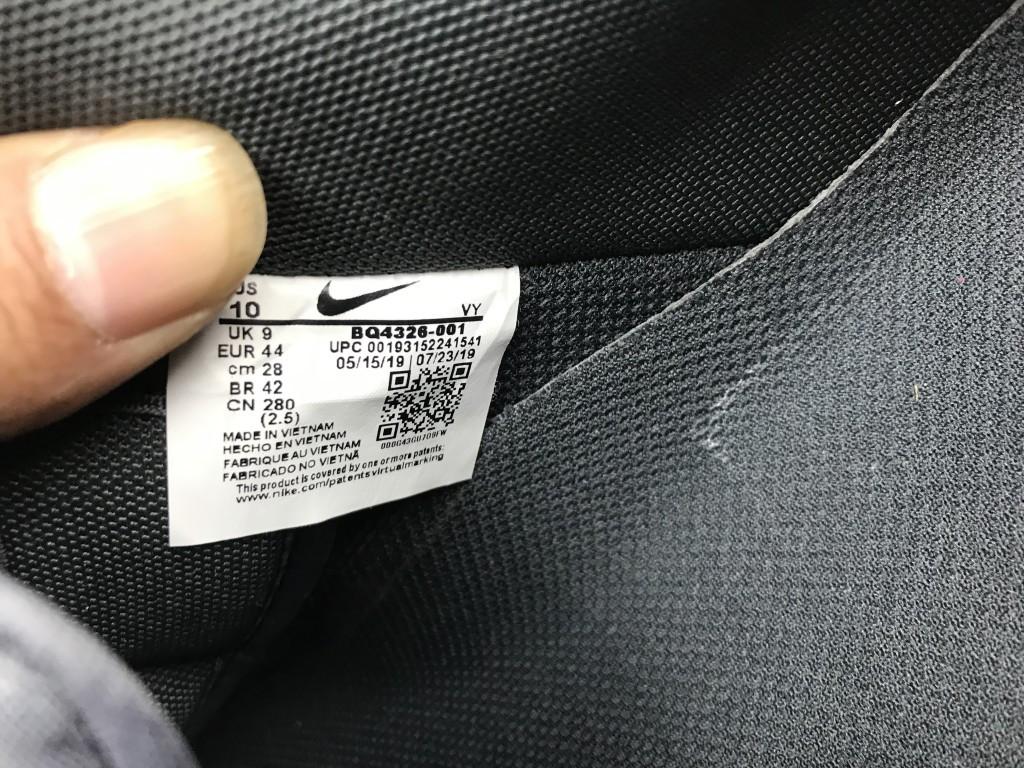 US
10
VY
UK 9
BQ4326-001
EUR 44
UPC 00193152241541
cm 28
05/15/19 | 07/23/19
BR 42
CN 280
(2.5)
MADE IN VIETNAM
HECHO EN VIETNAM
FABRIQUE AU VIETNAM
FABRICADO NO VIETNÃ
This product is covered by one or more patents:
www.nike.com/patentsvirtualmarking